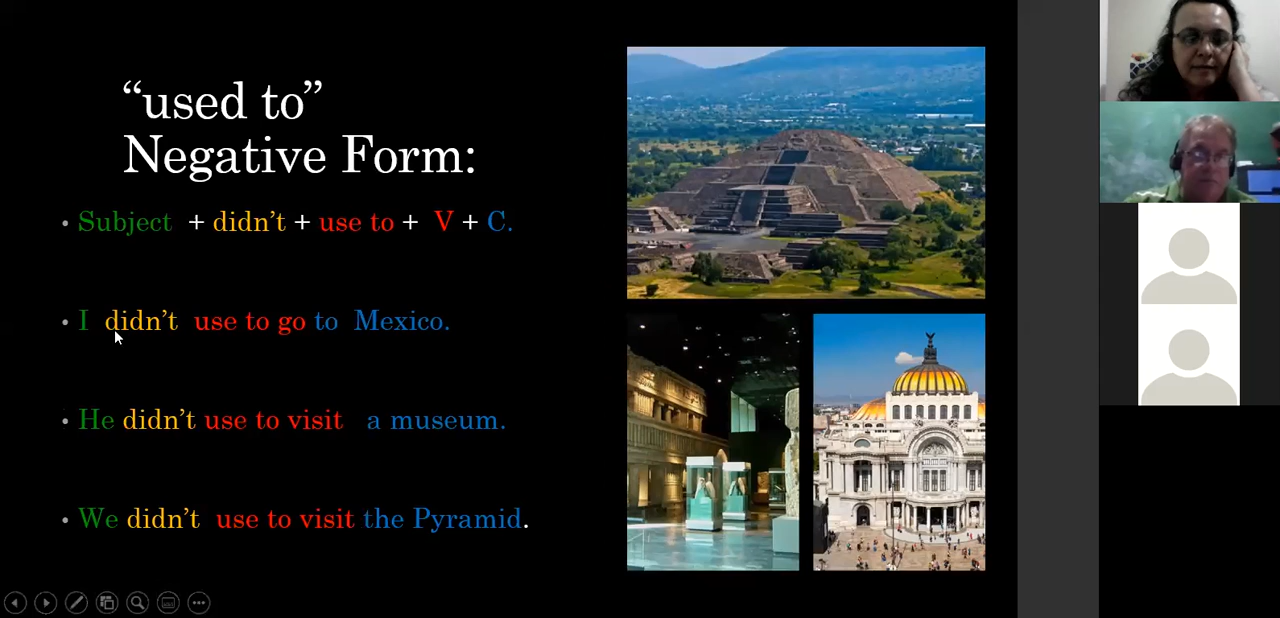 “used to”
Negative Form:
• Subject + didn’t + use to + V + C.
• I didn’t use to go to Mexico.
• He didn’t use to visit a museum.
• We didn’t use to visit the Pyramid.